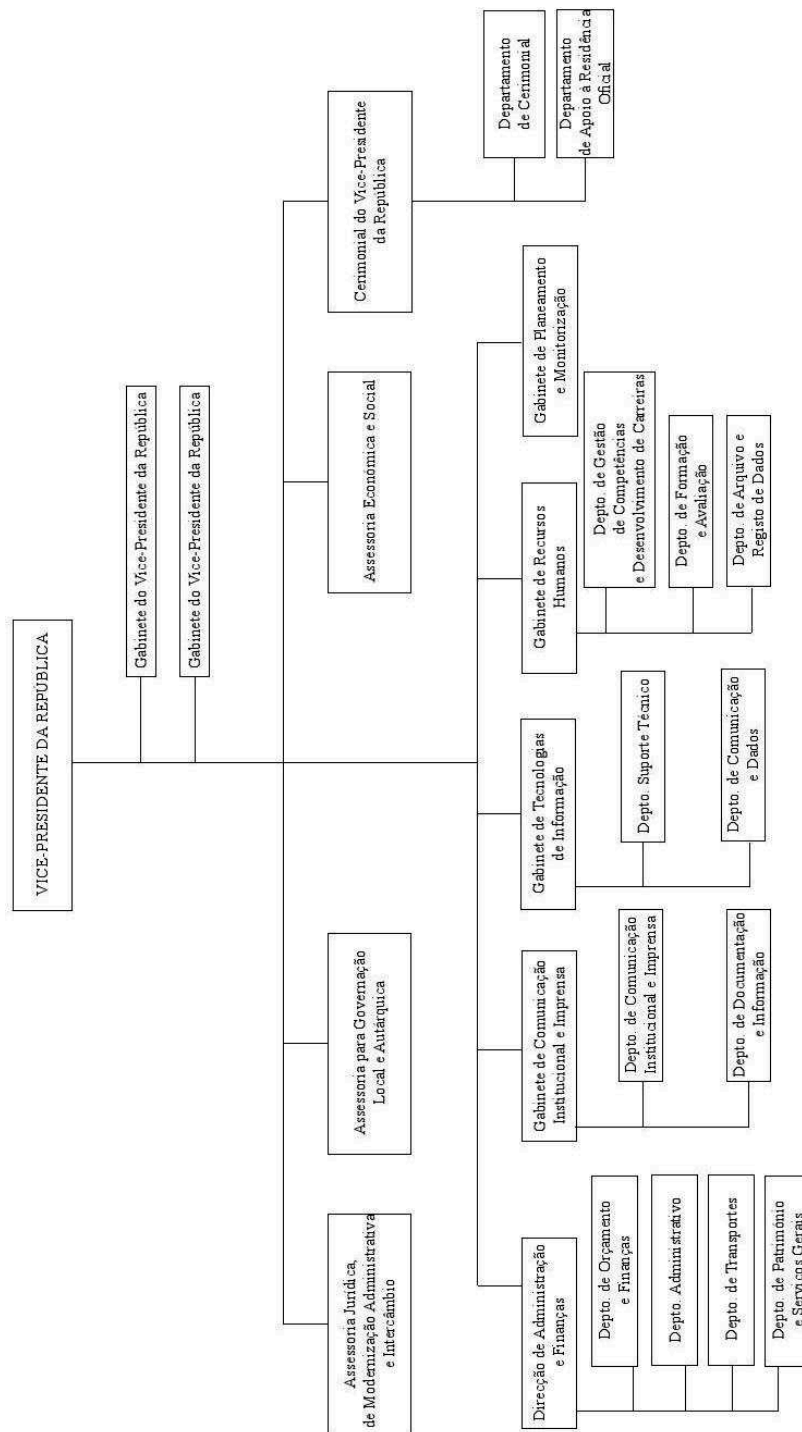 VICE-PRESIDENTE DA REPÚBLICA
Gabinete do Vice-Presidente da República
Gabinete do Vice-Presidente da República
Assessoria Jurídica,
de Modernização Administrativa
e Intercâmbio
Assessoria para Governação
Local e Autárquica
Assessoria Económica e Social
Cerimonial do Vice-Presidente
da República
Departamento
de Cerimonial
Departamento
de Apoio à Residência
Oficial
Direcção de Administração
e Finanças
Depto. de Orçamento
e Finanças
Depto. Administrativo
Depto. de Transportes
Depto. de Património
e Serviços Gerais
Gabinete de Comunicação
Institucional e Imprensa
Depto. de Comunicação
Institucional e Imprensa
Depto. de Documentação
e Informação
Gabinete de Tecnologias
de Informação
Depto. Suporte Técnico
Depto. de Comunicação
e Dados
Gabinete de Recursos
Humanos
Depto. de Gestão
de Competências
e Desenvolvimento de Carreiras
Depto. de Formação
e Avaliação
Depto. de Arquivo e
Registo de Dados
Gabinete de Planeamento
e Monitorização